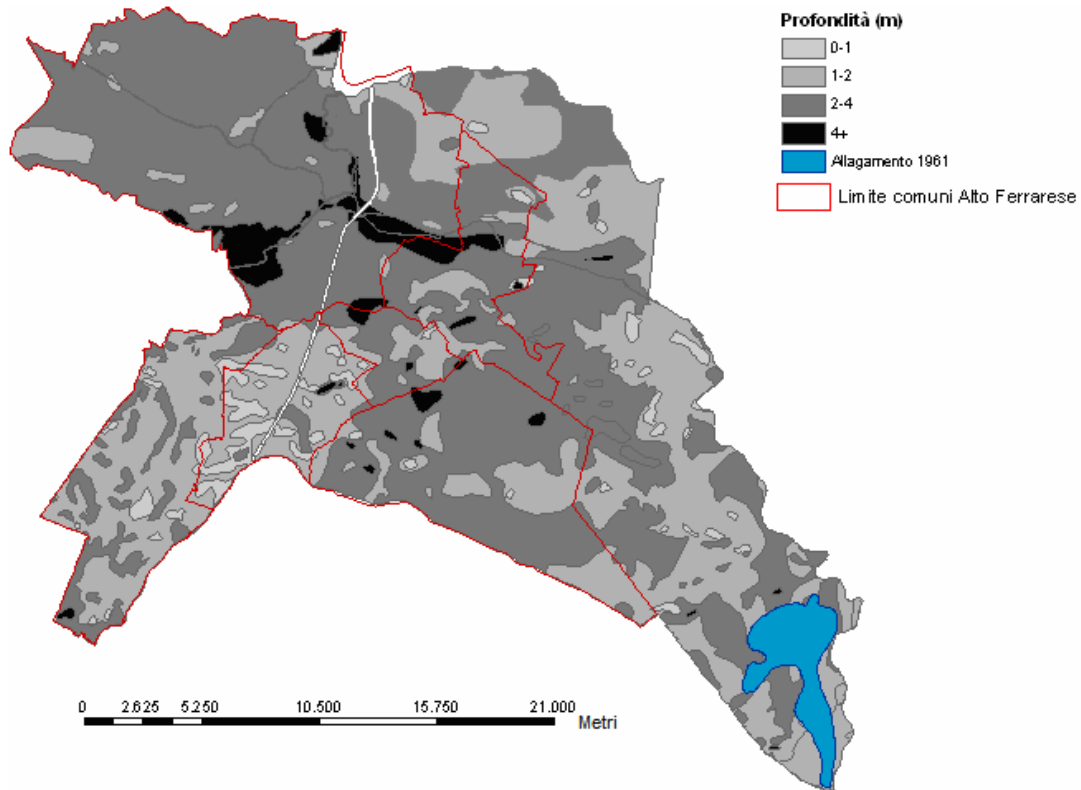 Profondità (m)
0-1
1-2
2-4
4+
Allagamento 1961
Limite comuni Alto Ferrarese
0 2.625 5.250 10.500 15.750 21.000
Metri